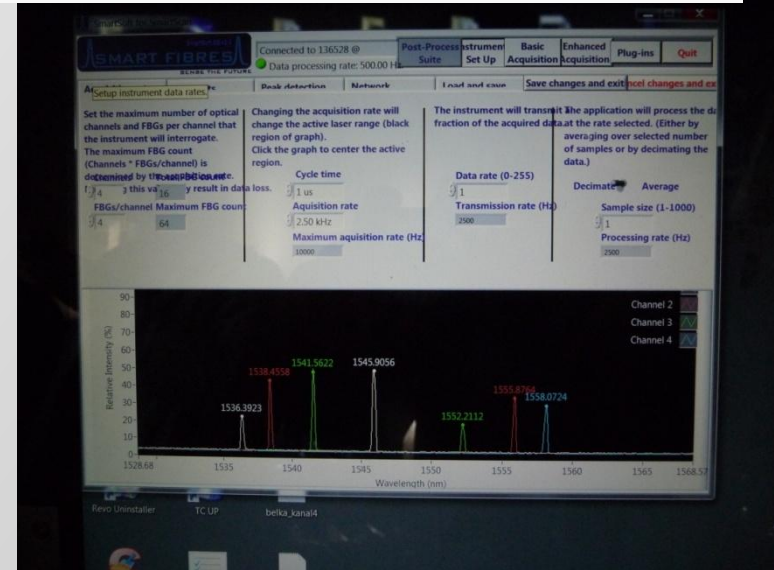 SMART FIBRES
SENSE THE FUTURE
Connected to 136528 @
Data processing rate: 500.00 Hz
Post-Process Suite
Instrument Set Up
Basic Acquisition
Enhanced Acquisition
Plug-ins
Quit
Setup instrument data rates.
Peak detection
Network
Load and save
Save changes and exit
ncel changes and ex
Set the maximum number of optical
channels and FBGs per channel that
the instrument will interrogate.
The maximum FBG count
(Channels * FBGs/channel) is
this va y result in data loss.
Channels
4
16
FBGs/channel Maximum FBG coun
4
64
Changing the acquisition rate will
change the active laser range (black
region of graph).
Click the graph to center the active
region.
Cycle time
1 us
Aquisition rate
2.50 kHz
Maximum aquisition rate (Hz
10000
The instrument will transmit a
fraction of the acquired data.
Data rate (0-255)
1
Transmission rate (Hz)
2500
The application will process the da
at the rate selected. (Either by
averaging over selected number
of samples or by decimating the
data.)
Decimate
Average
Sample size (1-1000)
1
Processing rate (Hz)
2500
Relative Intensity (%)
90
80
70
60
50
40
30
20
10
0
1536.3923
1538.4558
1541.5622
1545.9056
1552.2112
1555.8764
1558.0724
Channel 2
Channel 3
Channel 4
1528.68
1535
1540
1545
1550
1555
1560
1565
1568.57
Wavelength (nm)
Revo Uninstaller
TC UP
belka_kanal4